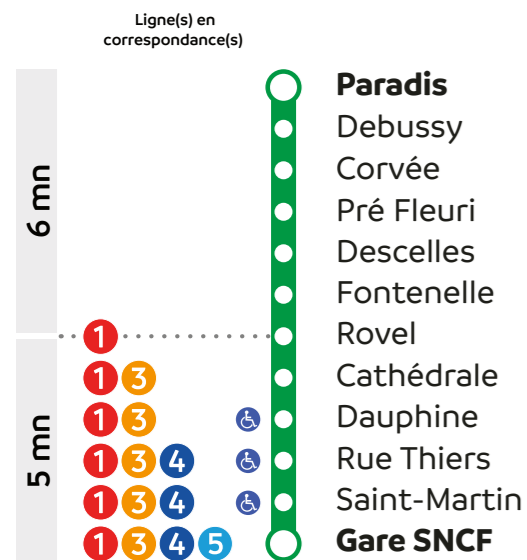 Ligne(s) en
correspondance(s)
6 mn
5 mn
Paradis
Debussy
Corvée
Pré Fleuri
Descelles
Fontenelle
1 Rovel
1 3 Cathédrale
1 3 Dauphine
1 3 4 Rue Thiers
1 3 4 Saint-Martin
1 3 4 5 Gare SNCF